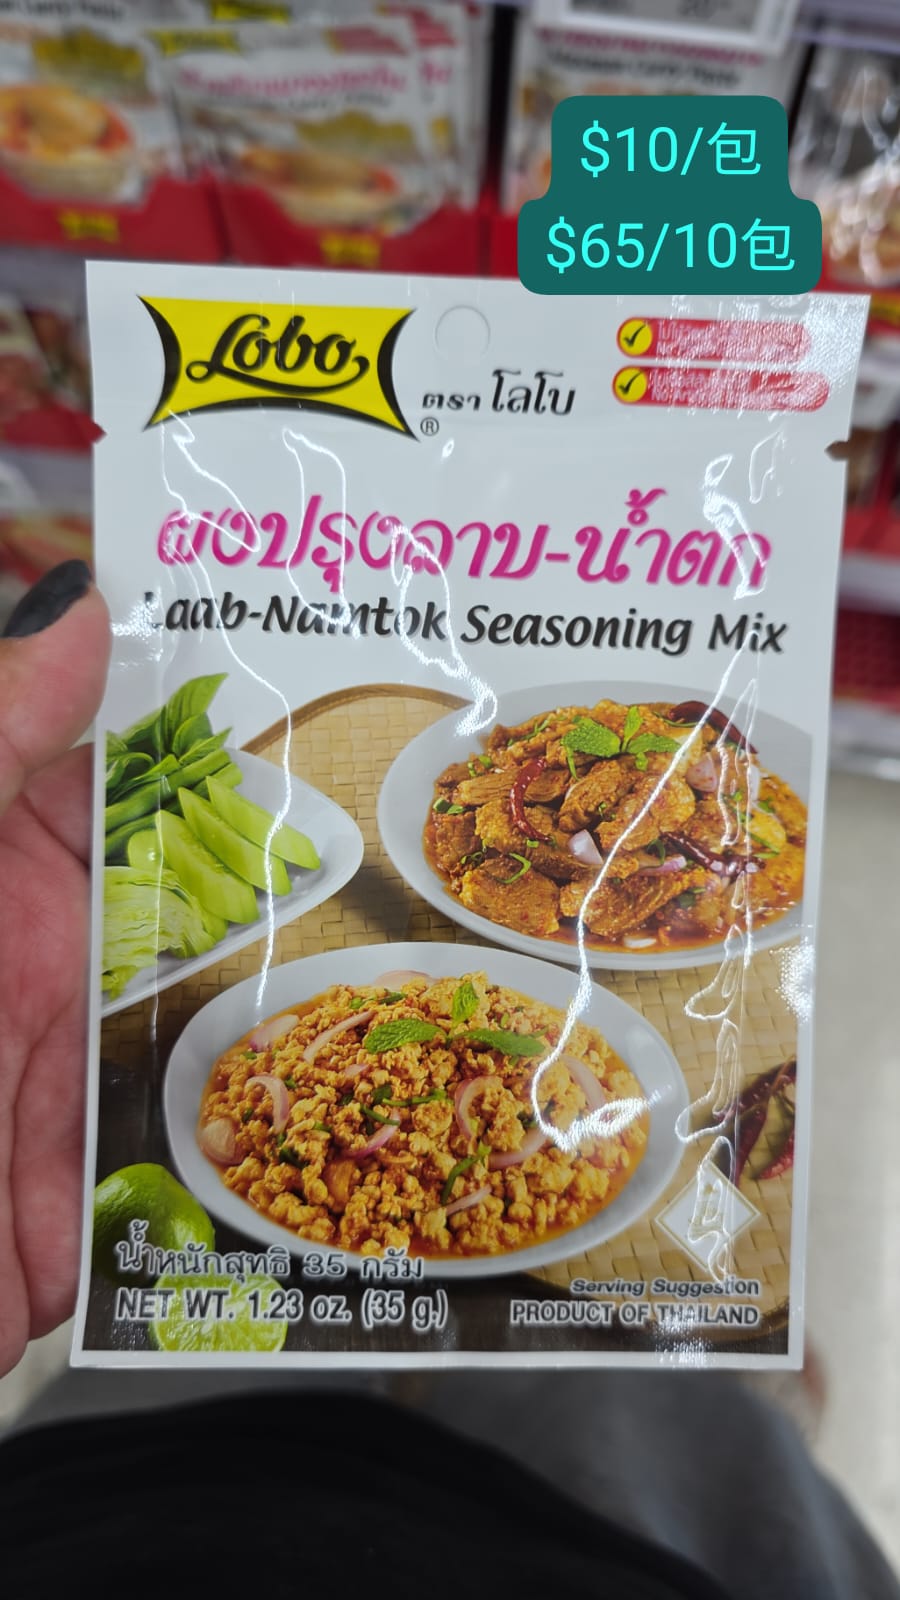 $10/包
$65/10包
Lobo
®
ตรา โลโบ
ผงปรุงลาบ-น้ำตก
Laab-Namtok Seasoning Mix
น้ำหนักสุทธิ 35 กรัม
NET WT. 1.23 oz. (35 g.)
Serving Suggestion
PRODUCT OF THAILAND